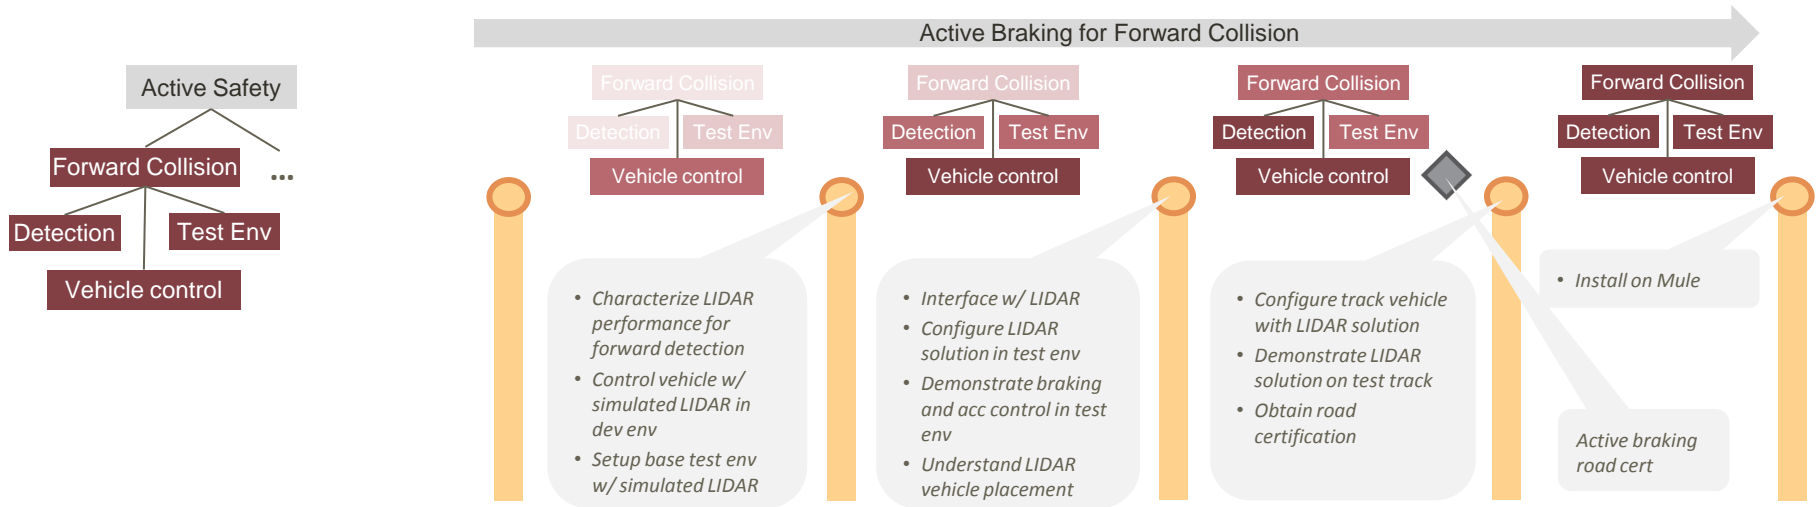 Active Braking for Forward Collision
Active Safety
Forward Collision
...
Detection
Test Env
Vehicle control
Forward Collision
Detection
Test Env
Vehicle control
Forward Collision
Detection
Test Env
Vehicle control
Forward Collision
Detection
Test Env
Vehicle control
Forward Collision
Detection
Test Env
Vehicle control
• Characterize LIDAR
performance for
forward detection
• Control vehicle w/
simulated LIDAR in
dev env
• Setup base test env
w/ simulated LIDAR
• Interface w/ LIDAR
• Configure LIDAR
solution in test env
• Demonstrate braking
and acc control in test
env
• Understand LIDAR
vehicle placement
• Configure track vehicle
with LIDAR solution
• Demonstrate LIDAR
solution on test track
• Obtain road
certification
• Install on Mule
Active braking
road cert